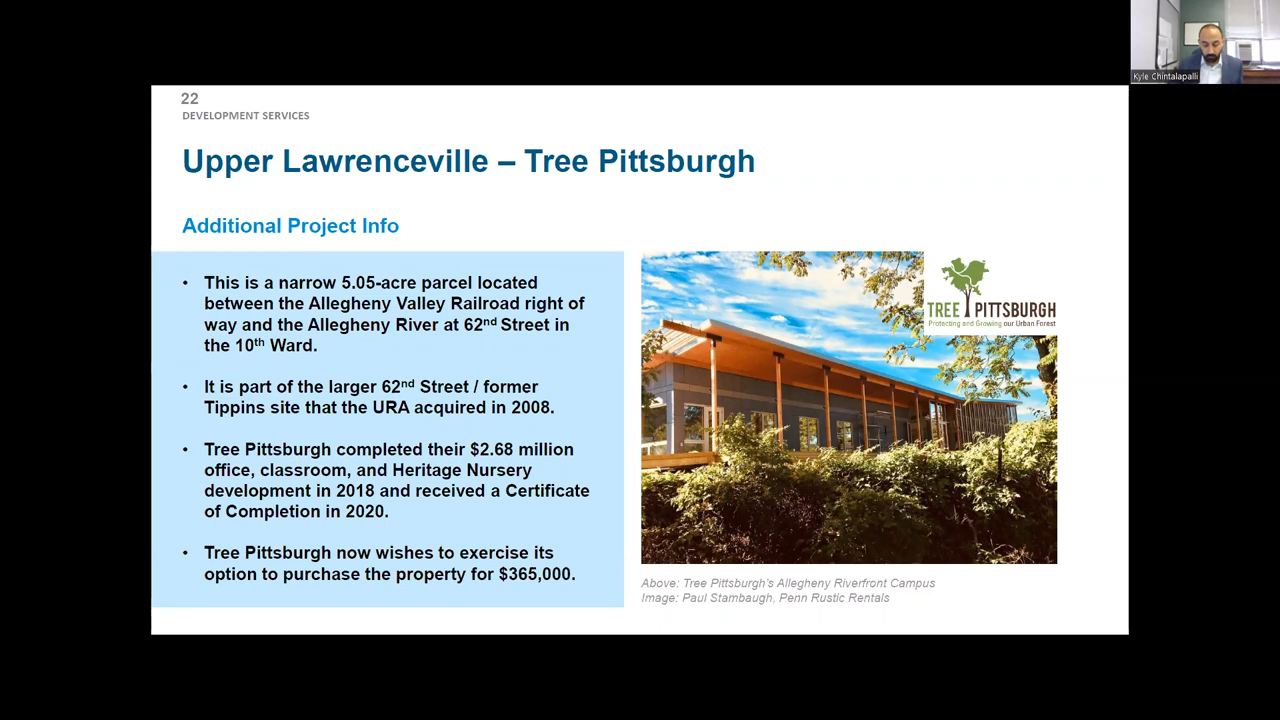 Kyle Chintalapalli
22
DEVELOPMENT SERVICES
Upper Lawrenceville – Tree Pittsburgh
Additional Project Info
• This is a narrow 5.05-acre parcel located
between the Allegheny Valley Railroad right of
way and the Allegheny River at 62nd Street in
the 10th Ward.
• It is part of the larger 62nd Street / former
Tippins site that the URA acquired in 2008.
• Tree Pittsburgh completed their $2.68 million
office, classroom, and Heritage Nursery
development in 2018 and received a Certificate
of Completion in 2020.
• Tree Pittsburgh now wishes to exercise its
option to purchase the property for $365,000.
TREE PITTSBURGH
Protecting and Growing our Urban Forest
Above: Tree Pittsburgh's Allegheny Riverfront Campus
Image: Paul Stambaugh, Penn Rustic Rentals